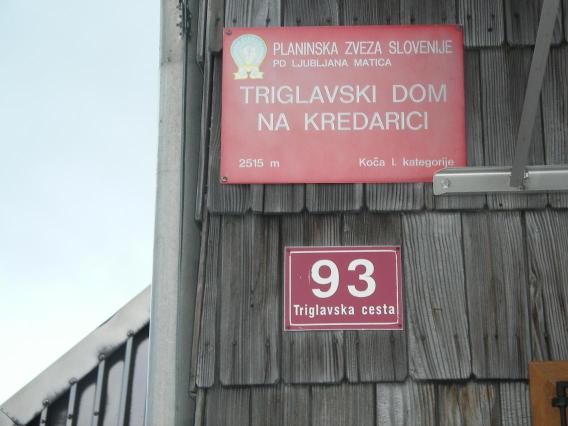 PLANINSKA ZVEZA SLOVENIJE
PD LJUBLJANA MATICA
TRIGLAVSKI DOM
NA KREDARICI
2515 m Koča I. kategorije
93
Triglavska cesta